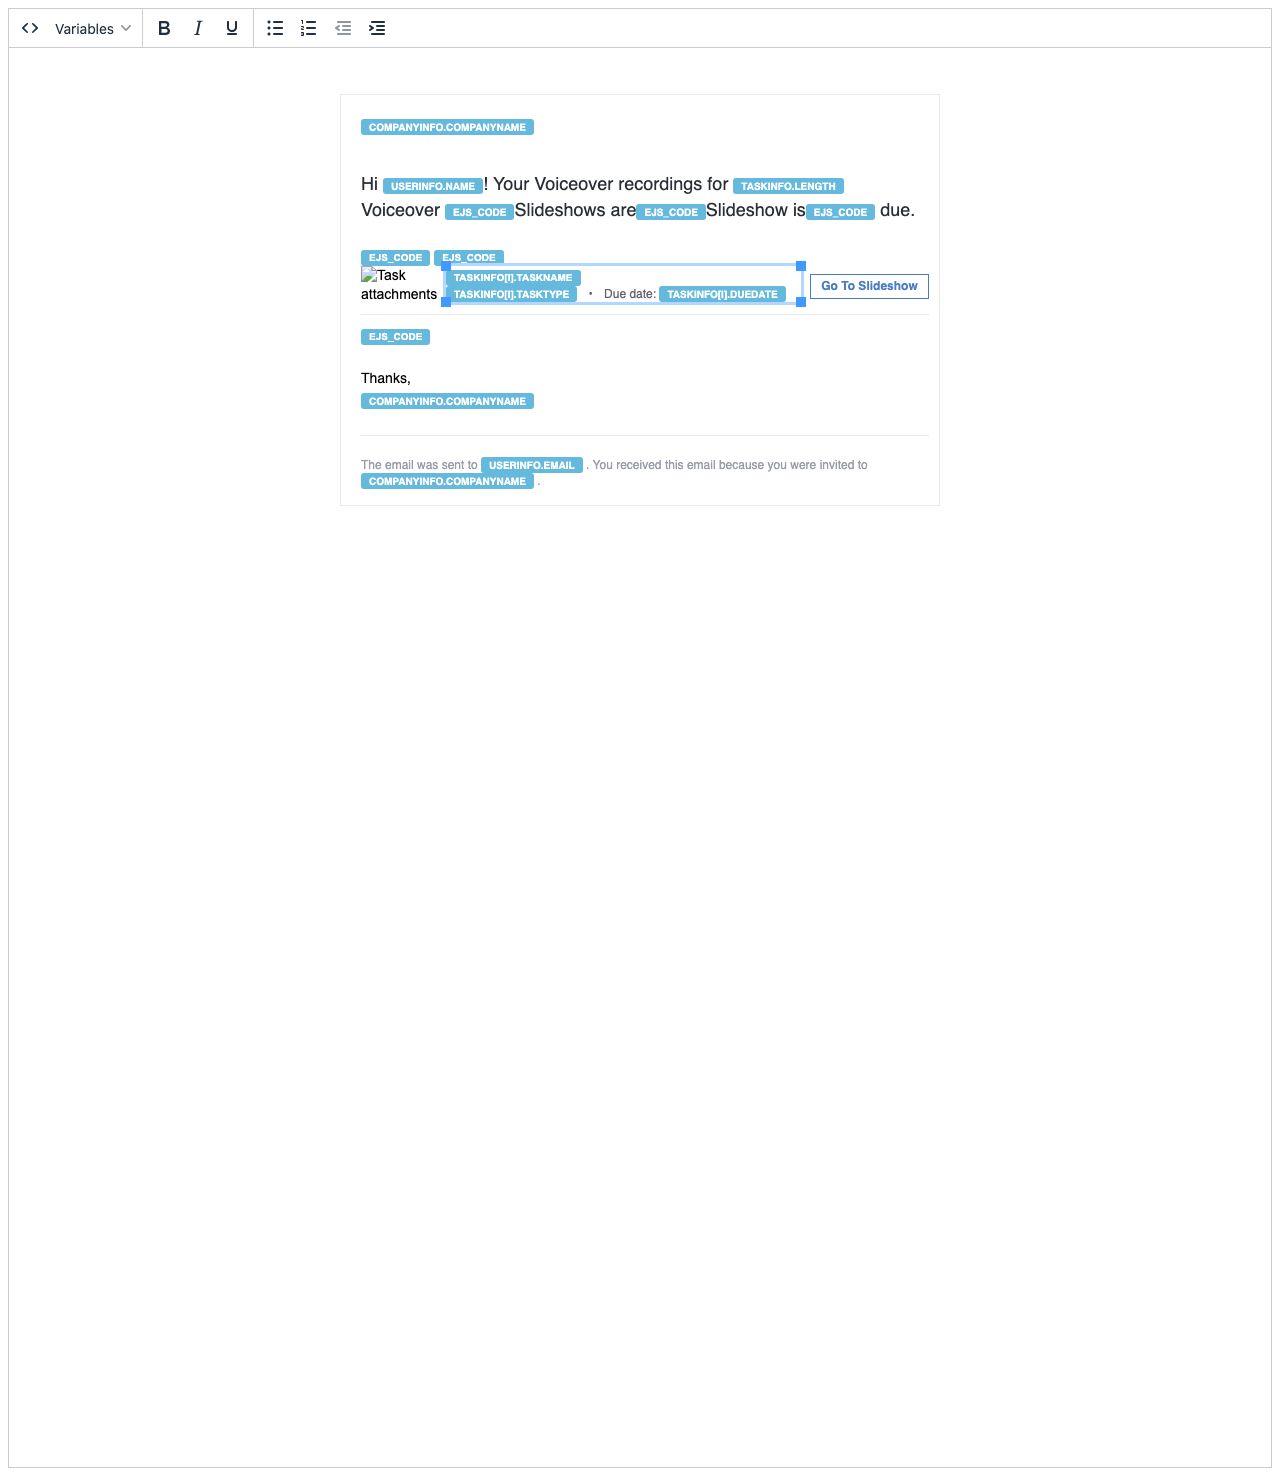 Variables B I U
COMPANYINFO.COMPANYNAME
Hi USERINFO.NAME! Your Voiceover recordings for TASKINFO.LENGTH
Voiceover EJS_CODE Slideshows are EJS_CODE Slideshow is EJS_CODE due.
EJS_CODE EJS_CODE
Task attachments
TASKINFO[I].TASKNAME
TASKINFO[I].TASKTYPE • Due date: TASKINFO[I].DUEDATE
Go To Slideshow
EJS_CODE
Thanks,
COMPANYINFO.COMPANYNAME
The email was sent to USERINFO.EMAIL . You received this email because you were invited to
COMPANYINFO.COMPANYNAME .